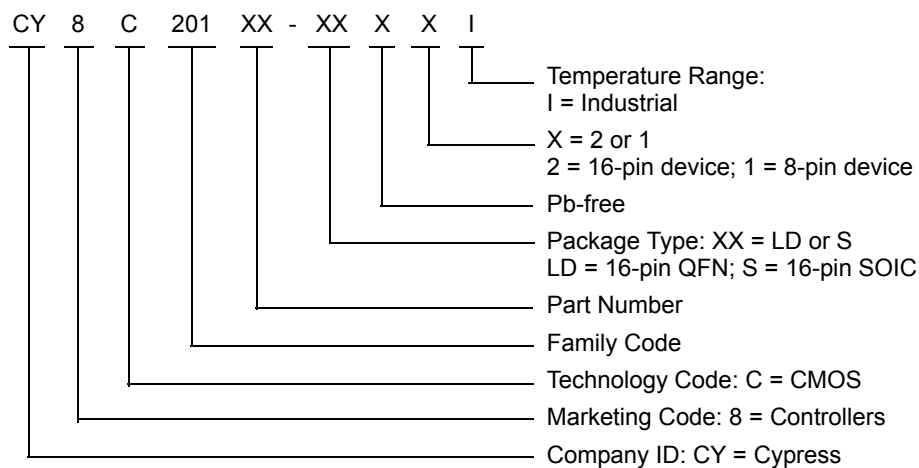 CY 8 C 201 XX - XX X X I
Temperature Range:
I = Industrial
X = 2 or 1
2 = 16-pin device; 1 = 8-pin device
Pb-free
Package Type: XX = LD or S
LD = 16-pin QFN; S = 16-pin SOIC
Part Number
Family Code
Technology Code: C = CMOS
Marketing Code: 8 = Controllers
Company ID: CY = Cypress